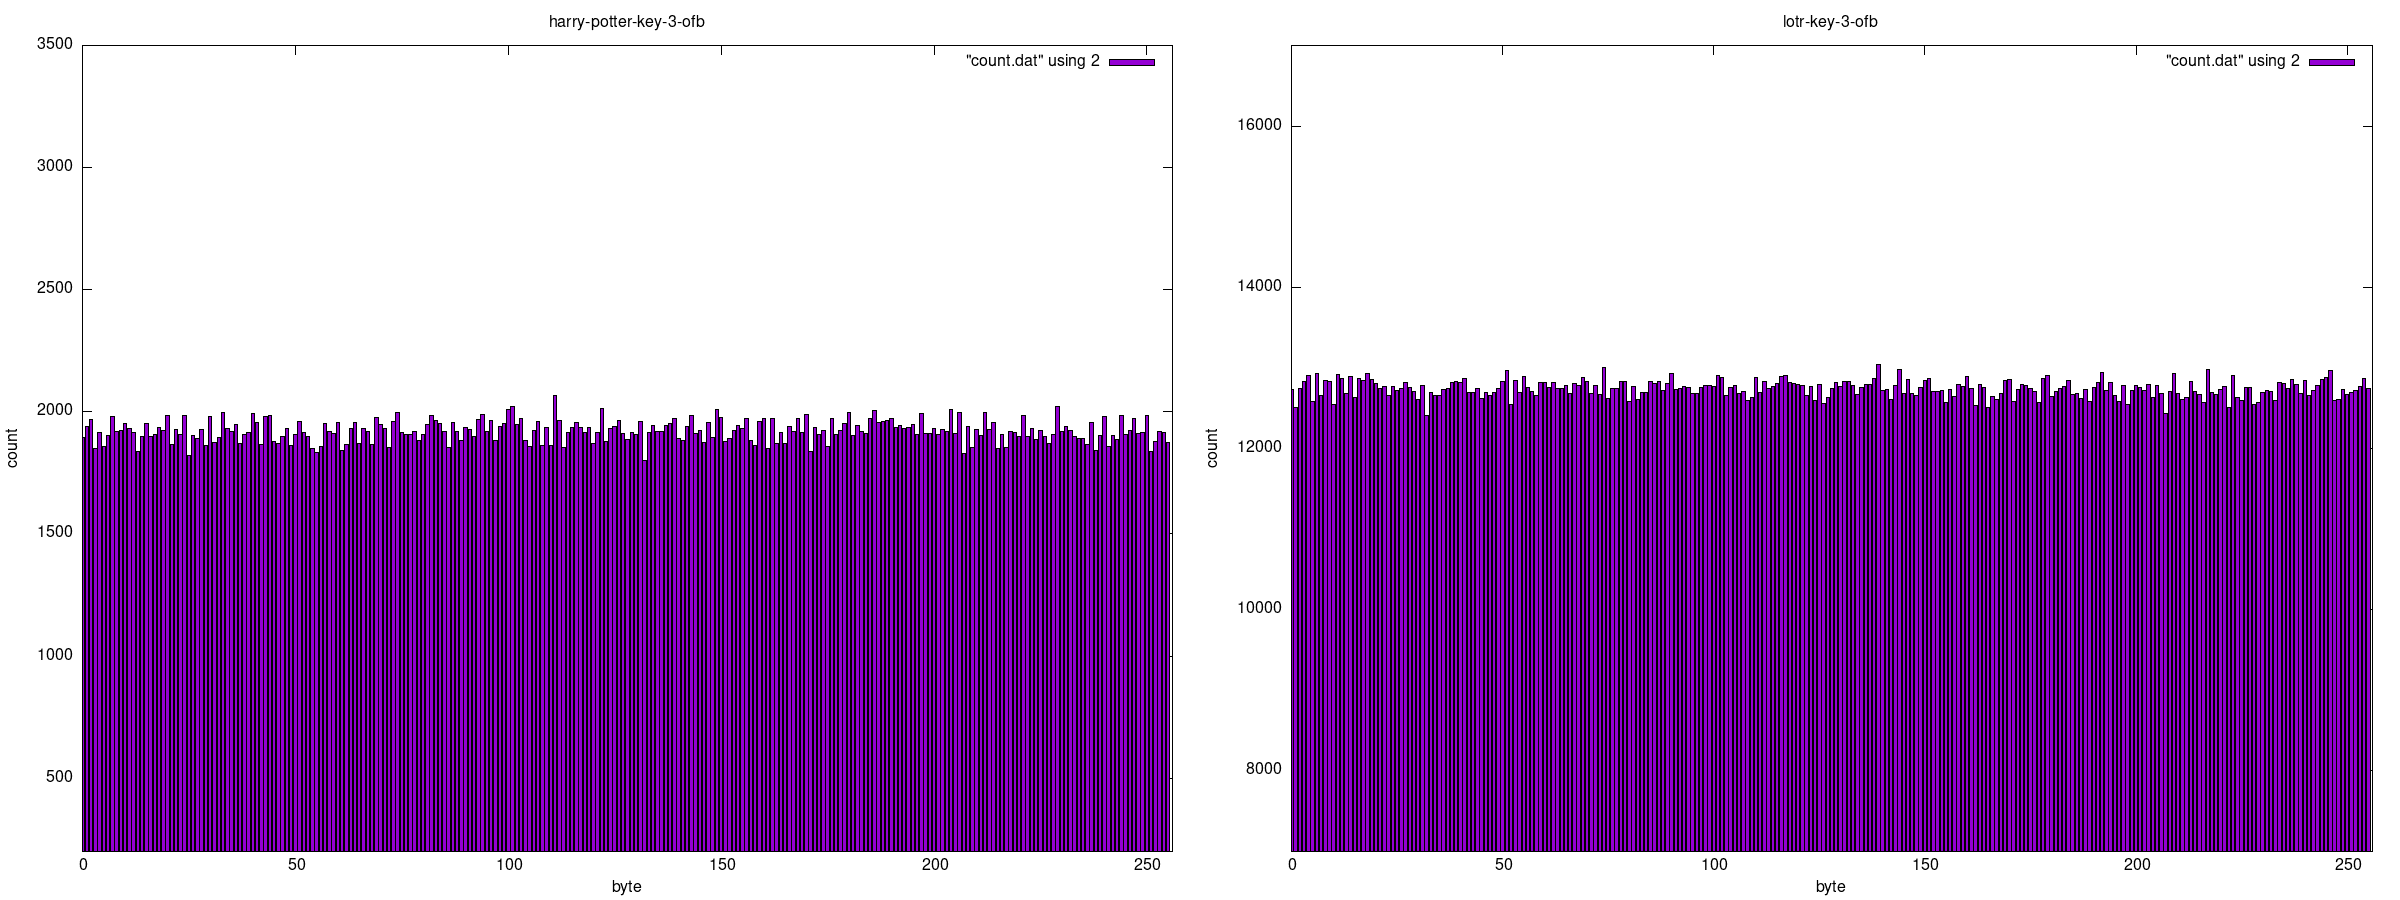 harry-potter-key-3-ofb
"count.dat" using 2
3500
3000
2500
2000
1500
1000
500
count
0 50 100 150 200 250
byte
lotr-key-3-ofb
"count.dat" using 2
16000
14000
12000
10000
8000
count
0 50 100 150 200 250
byte